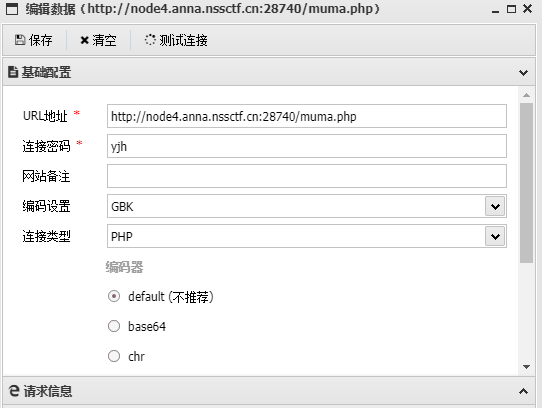 编辑数据 (http://node4.anna.nssctf.cn:28740/muma.php)
保存 清空 测试连接
基础配置
URL地址 * http://node4.anna.nssctf.cn:28740/muma.php
连接密码 * yjh
网站备注
编码设置 GBK
连接类型 PHP
编码器
default (不推荐)
base64
chr
请求信息